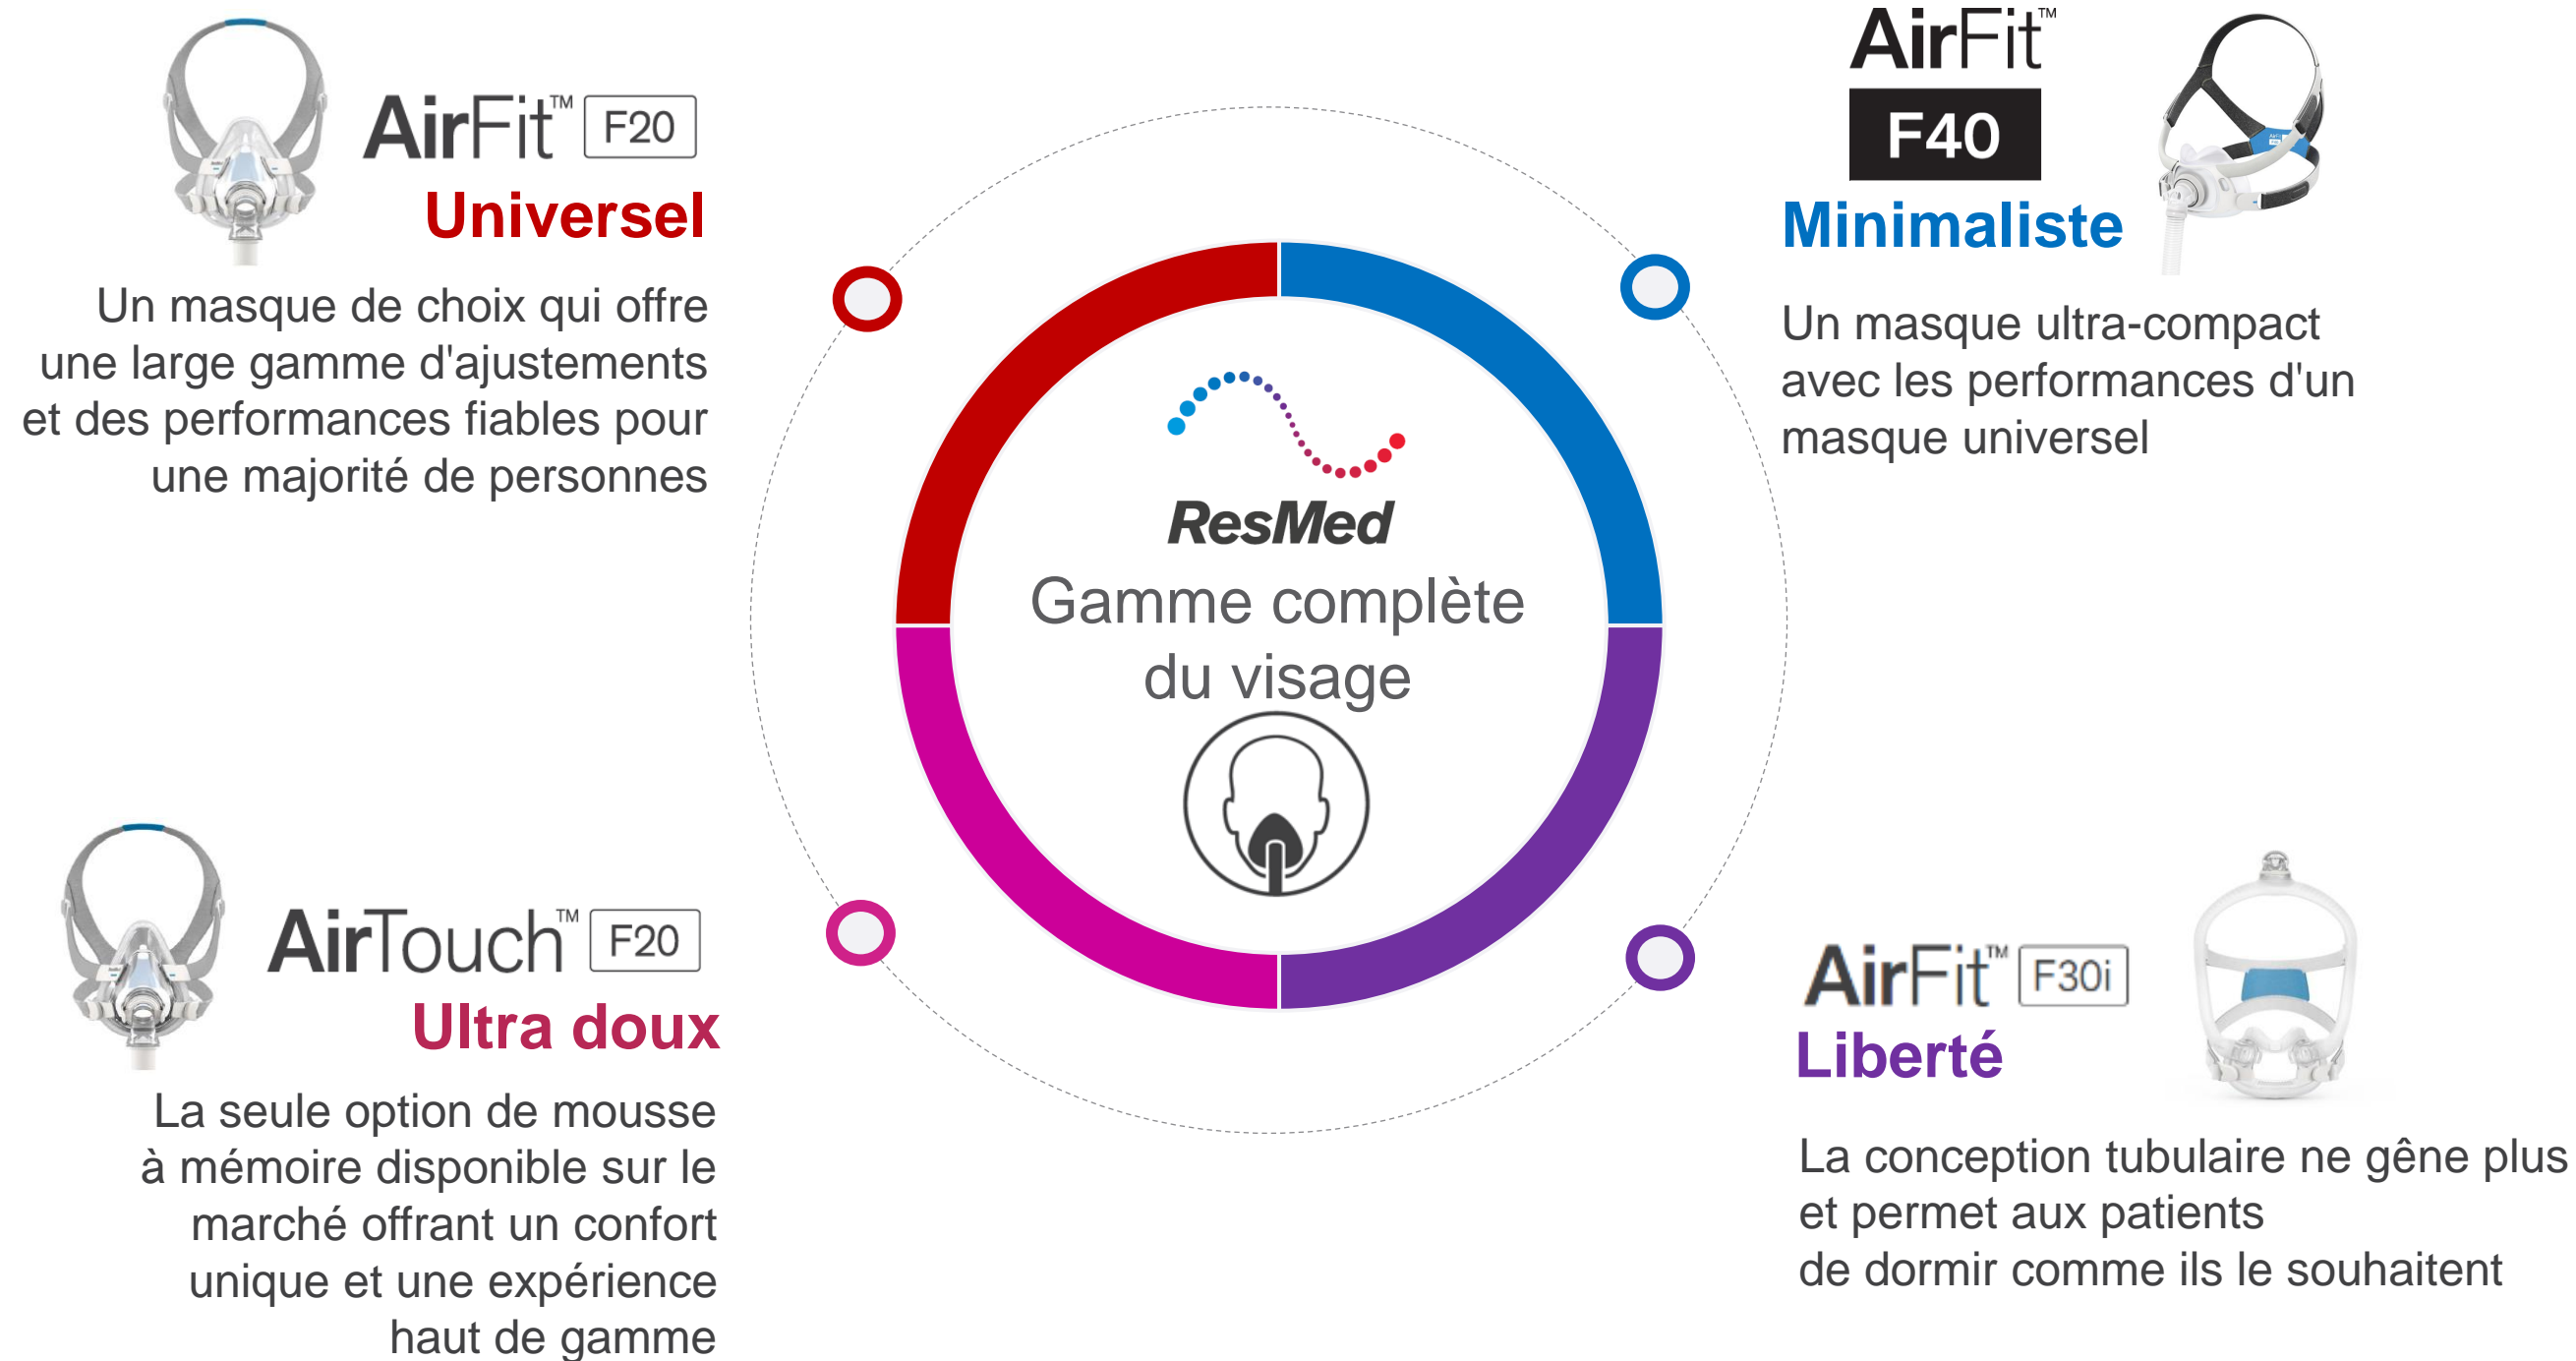 AirFit™ F20
Universel
Un masque de choix qui offre
une large gamme d'ajustements
et des performances fiables pour
une majorité de personnes
AirFit™
F40
Minimaliste
Un masque ultra-compact
avec les performances d'un
masque universel
ResMed
Gamme complète
du visage
AirTouch™ F20
Ultra doux
La seule option de mousse
à mémoire disponible sur le
marché offrant un confort
unique et une expérience
haut de gamme
AirFit™ F30i
Liberté
La conception tubulaire ne gêne plus
et permet aux patients
de dormir comme ils le souhaitent